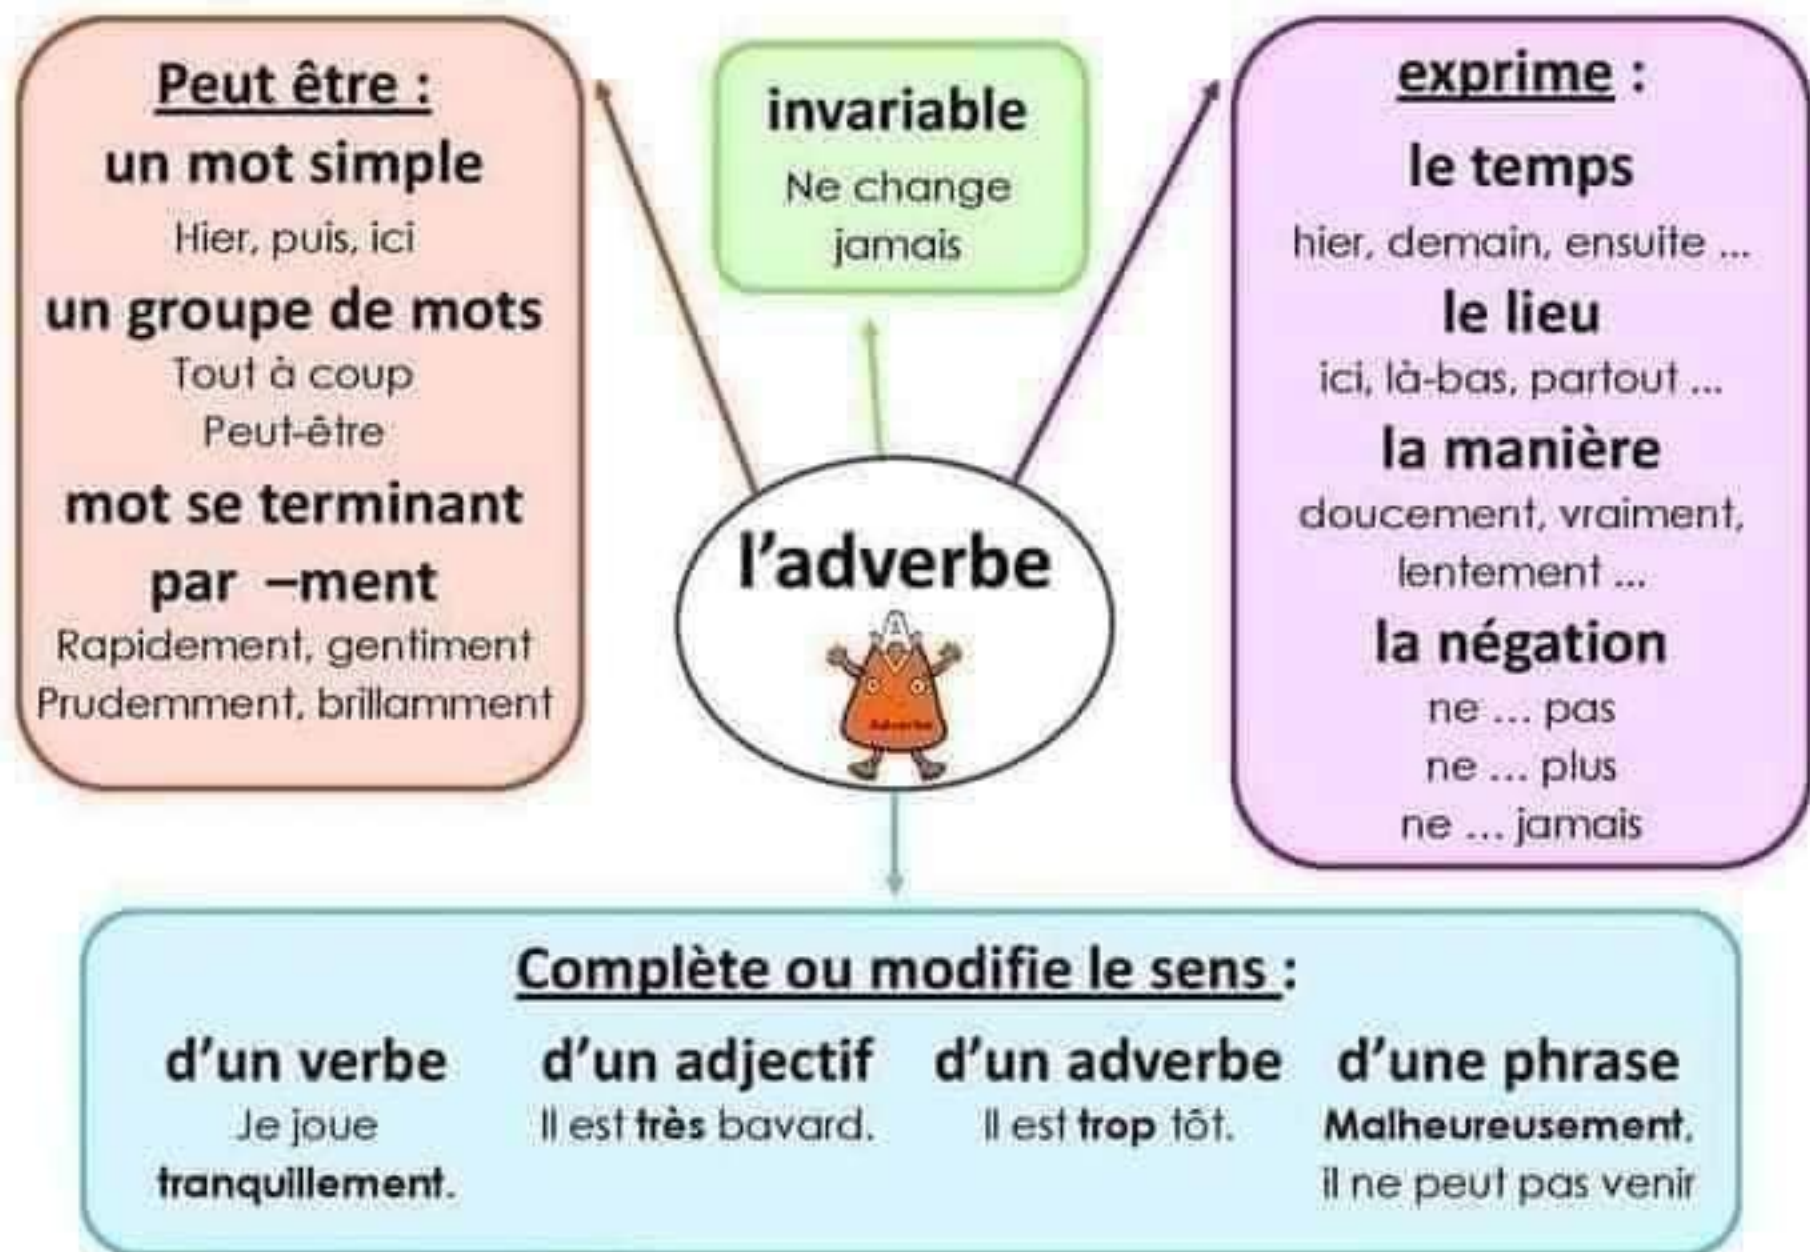 Peut être :
un mot simple
Hier, puis, ici
un groupe de mots
Tout à coup
Peut-être
mot se terminant
par –ment
Rapidement, gentiment
Prudemment, brillamment
invariable
Ne change
jamais
exprime :
le temps
hier, demain, ensuite ...
le lieu
ici, là-bas, partout ...
la manière
doucement, vraiment,
lentement ...
la négation
ne ... pas
ne ... plus
ne ... jamais
l'adverbe
A
Adverbe
Complète ou modifie le sens :
d'un verbe
Je joue
tranquillement.
d'un adjectif
Il est très bavard.
d'un adverbe
Il est trop tôt.
d'une phrase
Malheureusement,
il ne peut pas venir